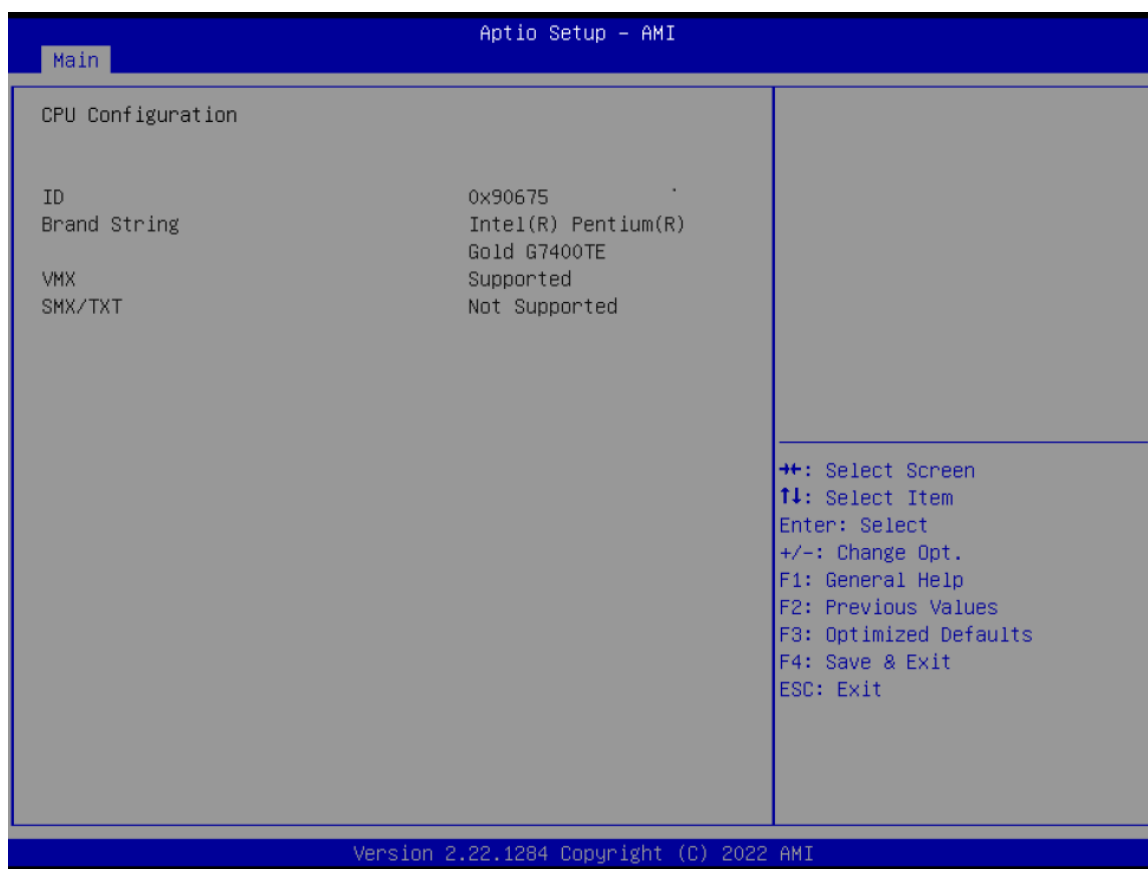 Aptio Setup - AMI
Main
CPU Configuration
ID 0x90675
Brand String Intel(R) Pentium(R)
Gold G7400TE
VMX Supported
SMX/TXT Not Supported
→←: Select Screen
↑↓: Select Item
Enter: Select
+/-: Change Opt.
F1: General Help
F2: Previous Values
F3: Optimized Defaults
F4: Save & Exit
ESC: Exit
Version 2.22.1284 Copyright (C) 2022 AMI